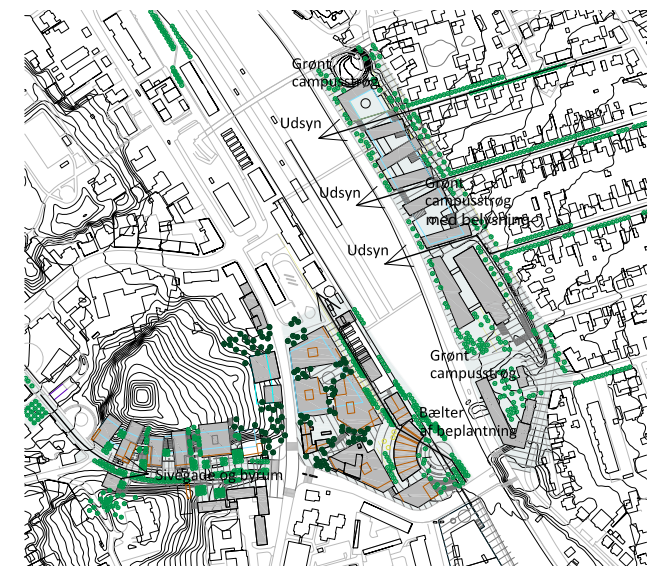 Grønt
campusstrøg
Udsyn
Udsyn
Grønt
campusstrøg
med belysning
Udsyn
Grønt
campusstrøg
Bælter
af beplantning
Sivegade og byrum